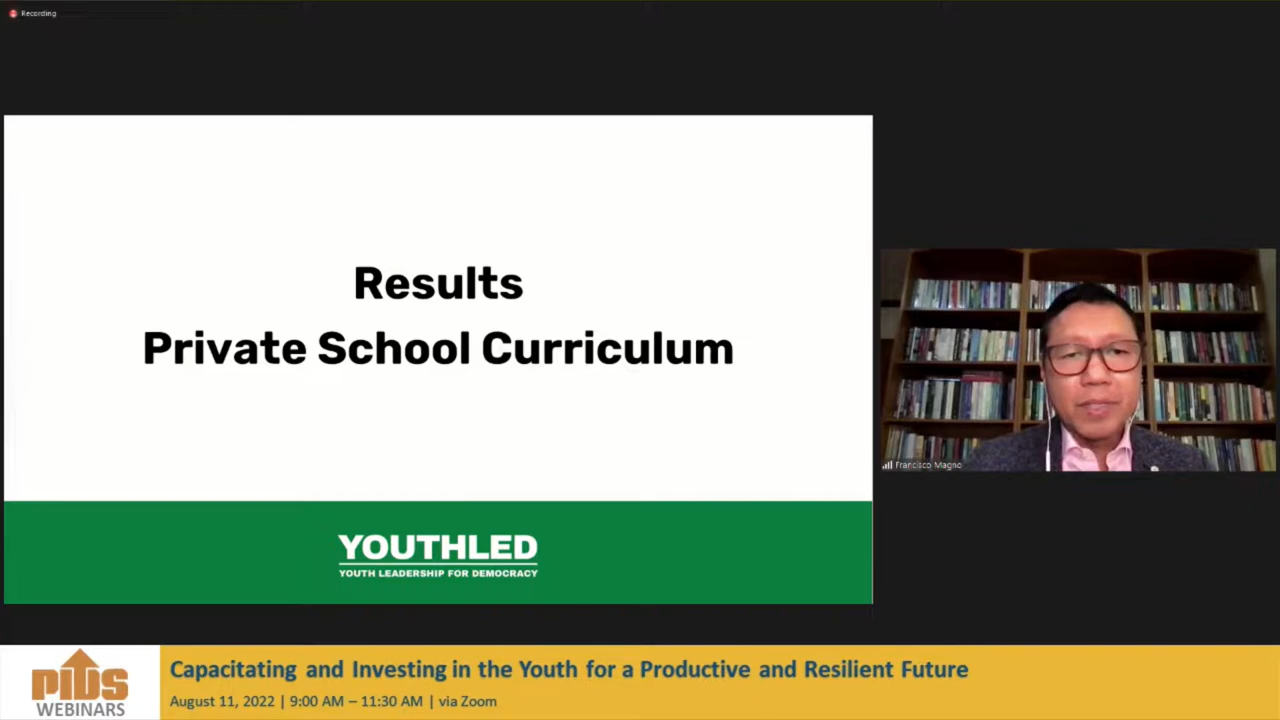 Recording
Results
Private School Curriculum
YOUTHLED
YOUTH LEADERSHIP FOR DEMOCRACY
Francisco Magno
PIDS
WEBINARS
Capacitating and Investing in the Youth for a Productive and Resilient Future
August 11, 2022 | 9:00 AM – 11:30 AM | via Zoom